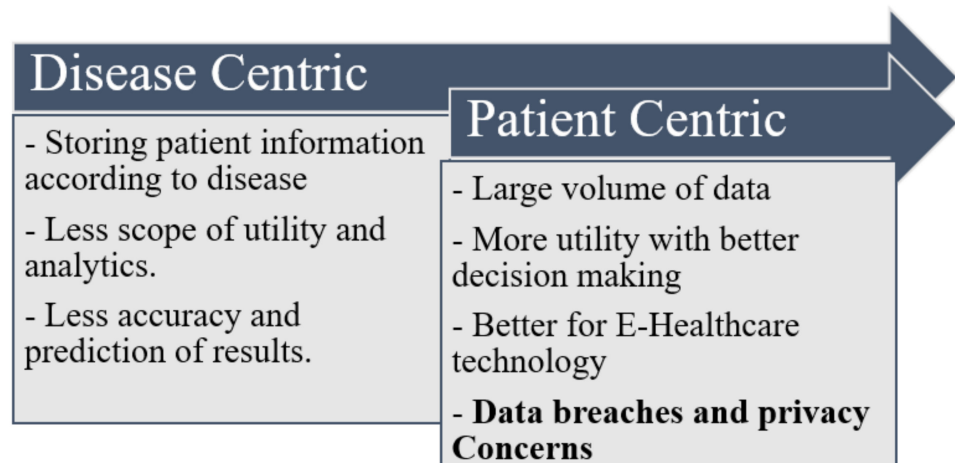 Disease Centric
- Storing patient information
according to disease
- Less scope of utility and
analytics.
- Less accuracy and
prediction of results.
Patient Centric
- Large volume of data
- More utility with better
decision making
- Better for E-Healthcare
technology
- Data breaches and privacy
Concerns